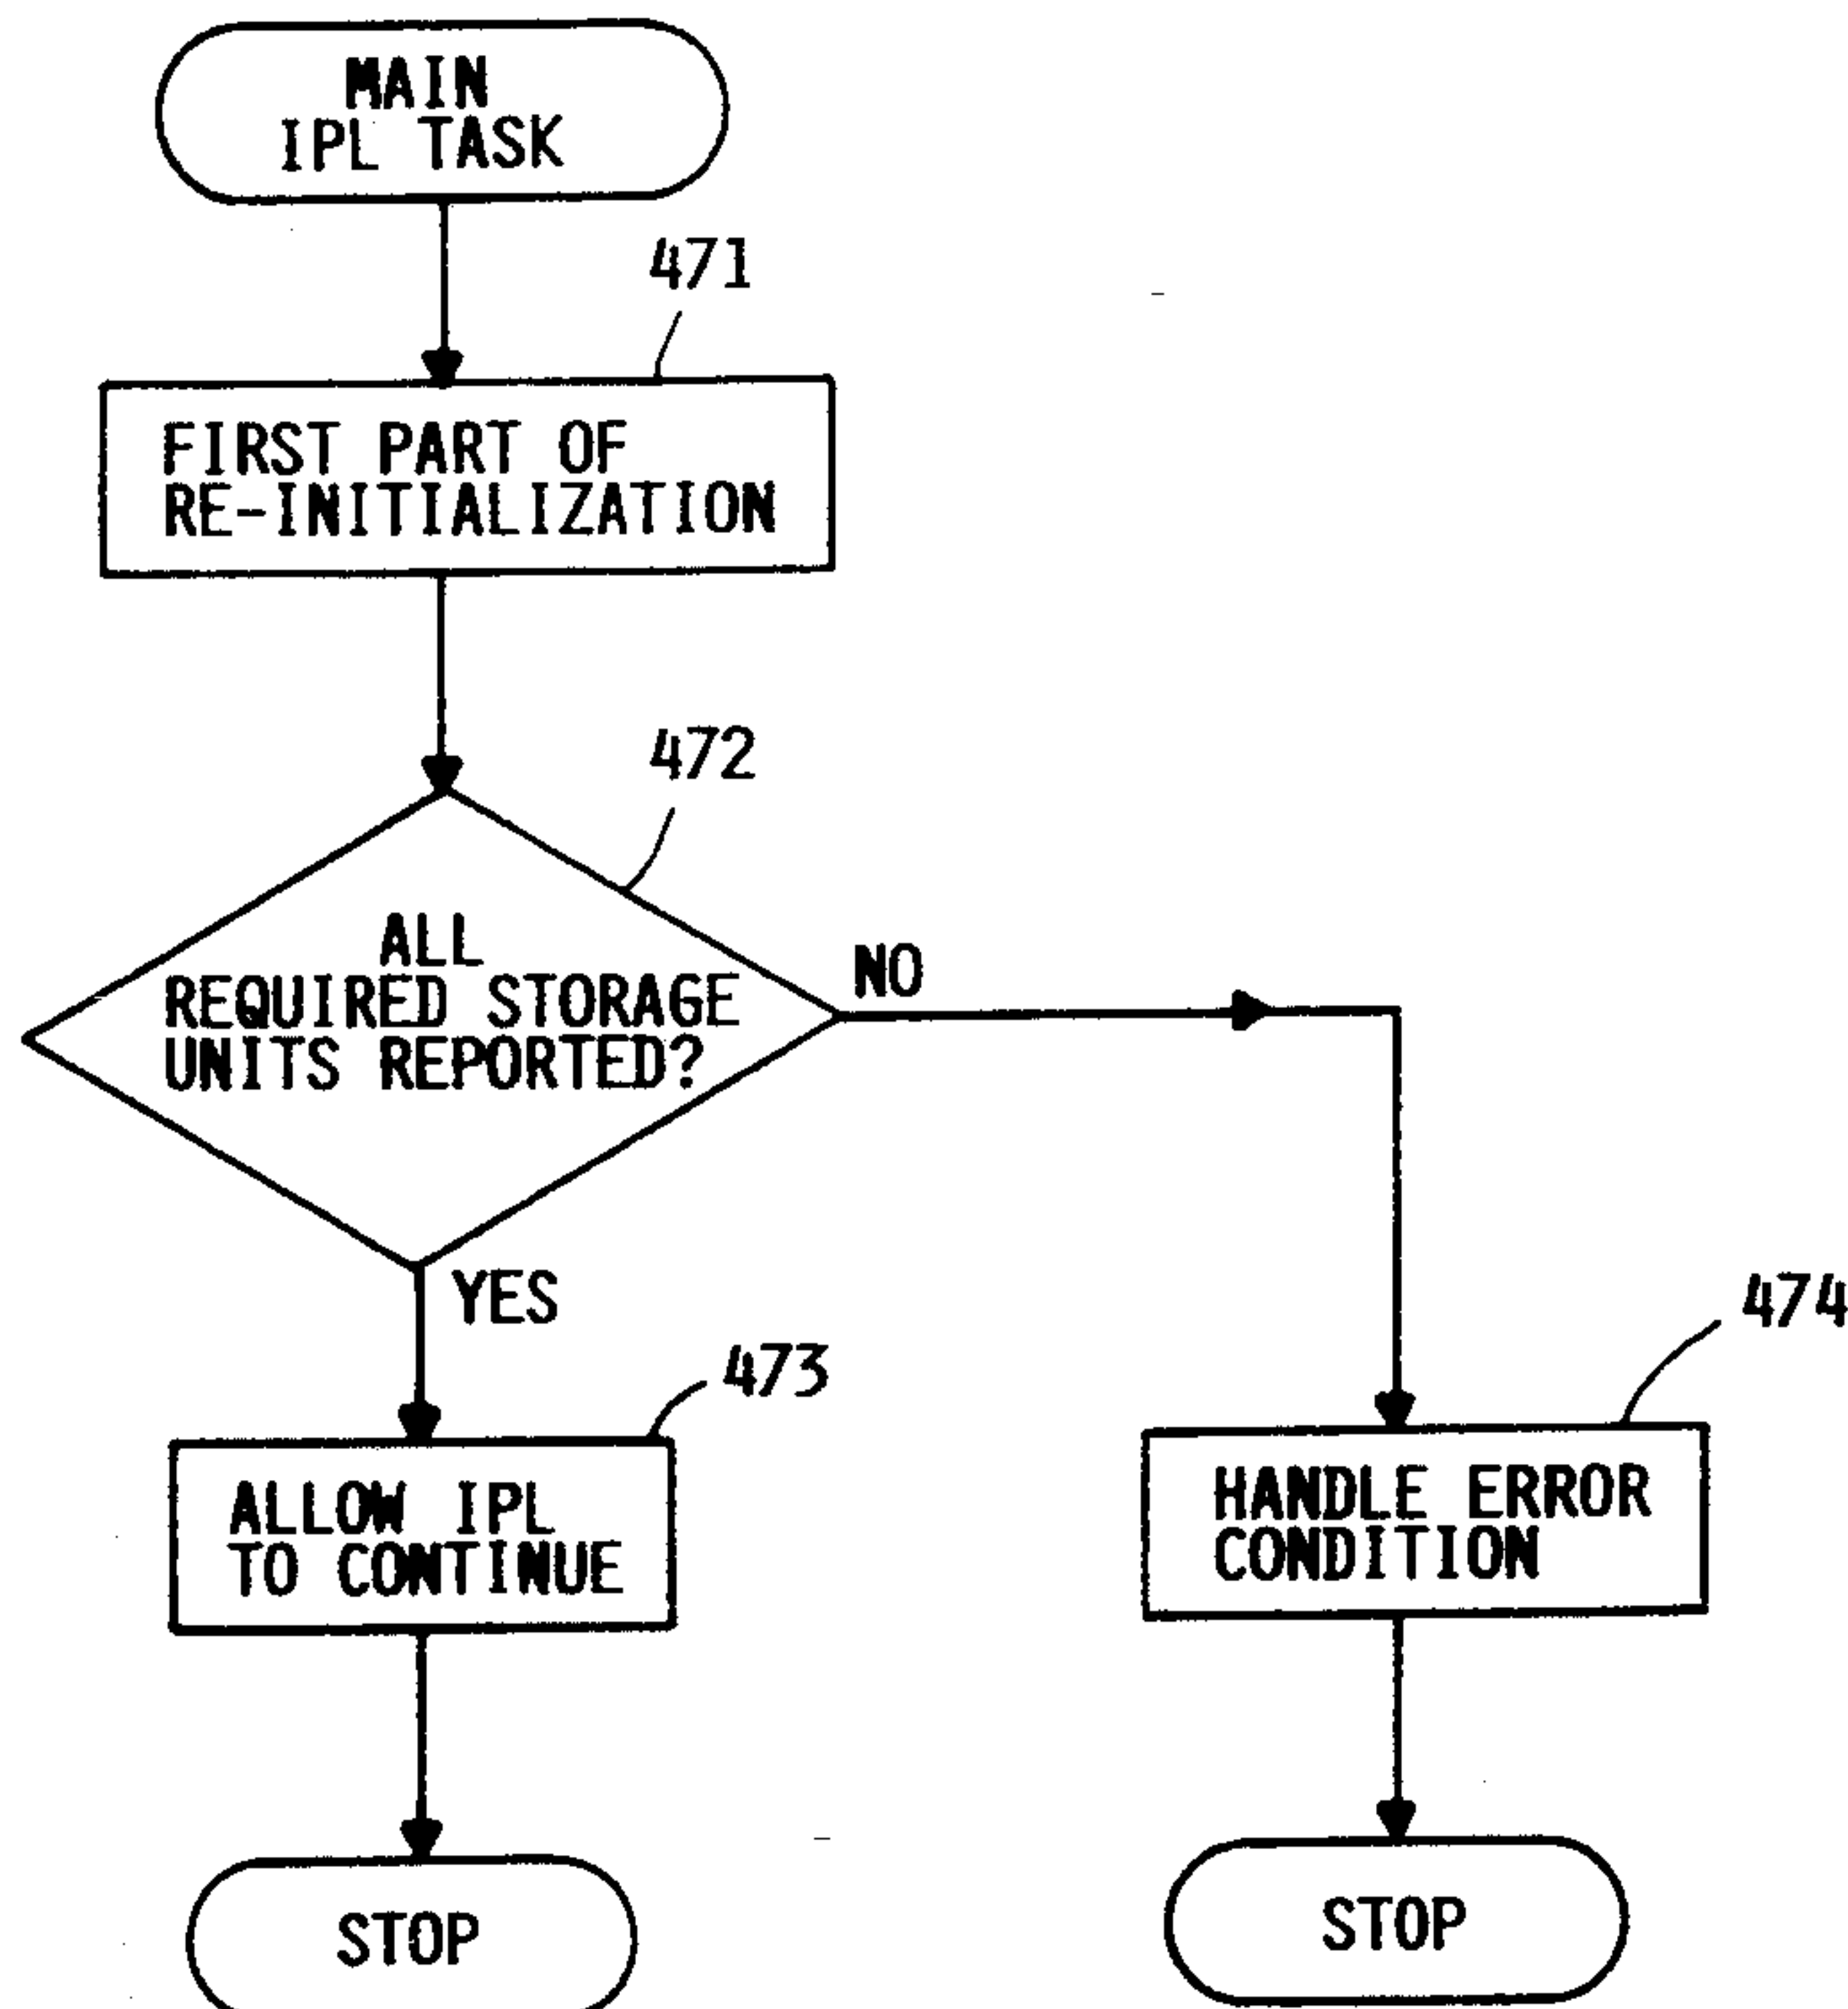 MAIN
IPL TASK
471
FIRST PART OF
RE-INITIALIZATION
472
ALL
REQUIRED STORAGE
UNITS REPORTED?
NO
YES
473
474
ALLOW IPL
TO CONTINUE
HANDLE ERROR
CONDITION
STOP
STOP